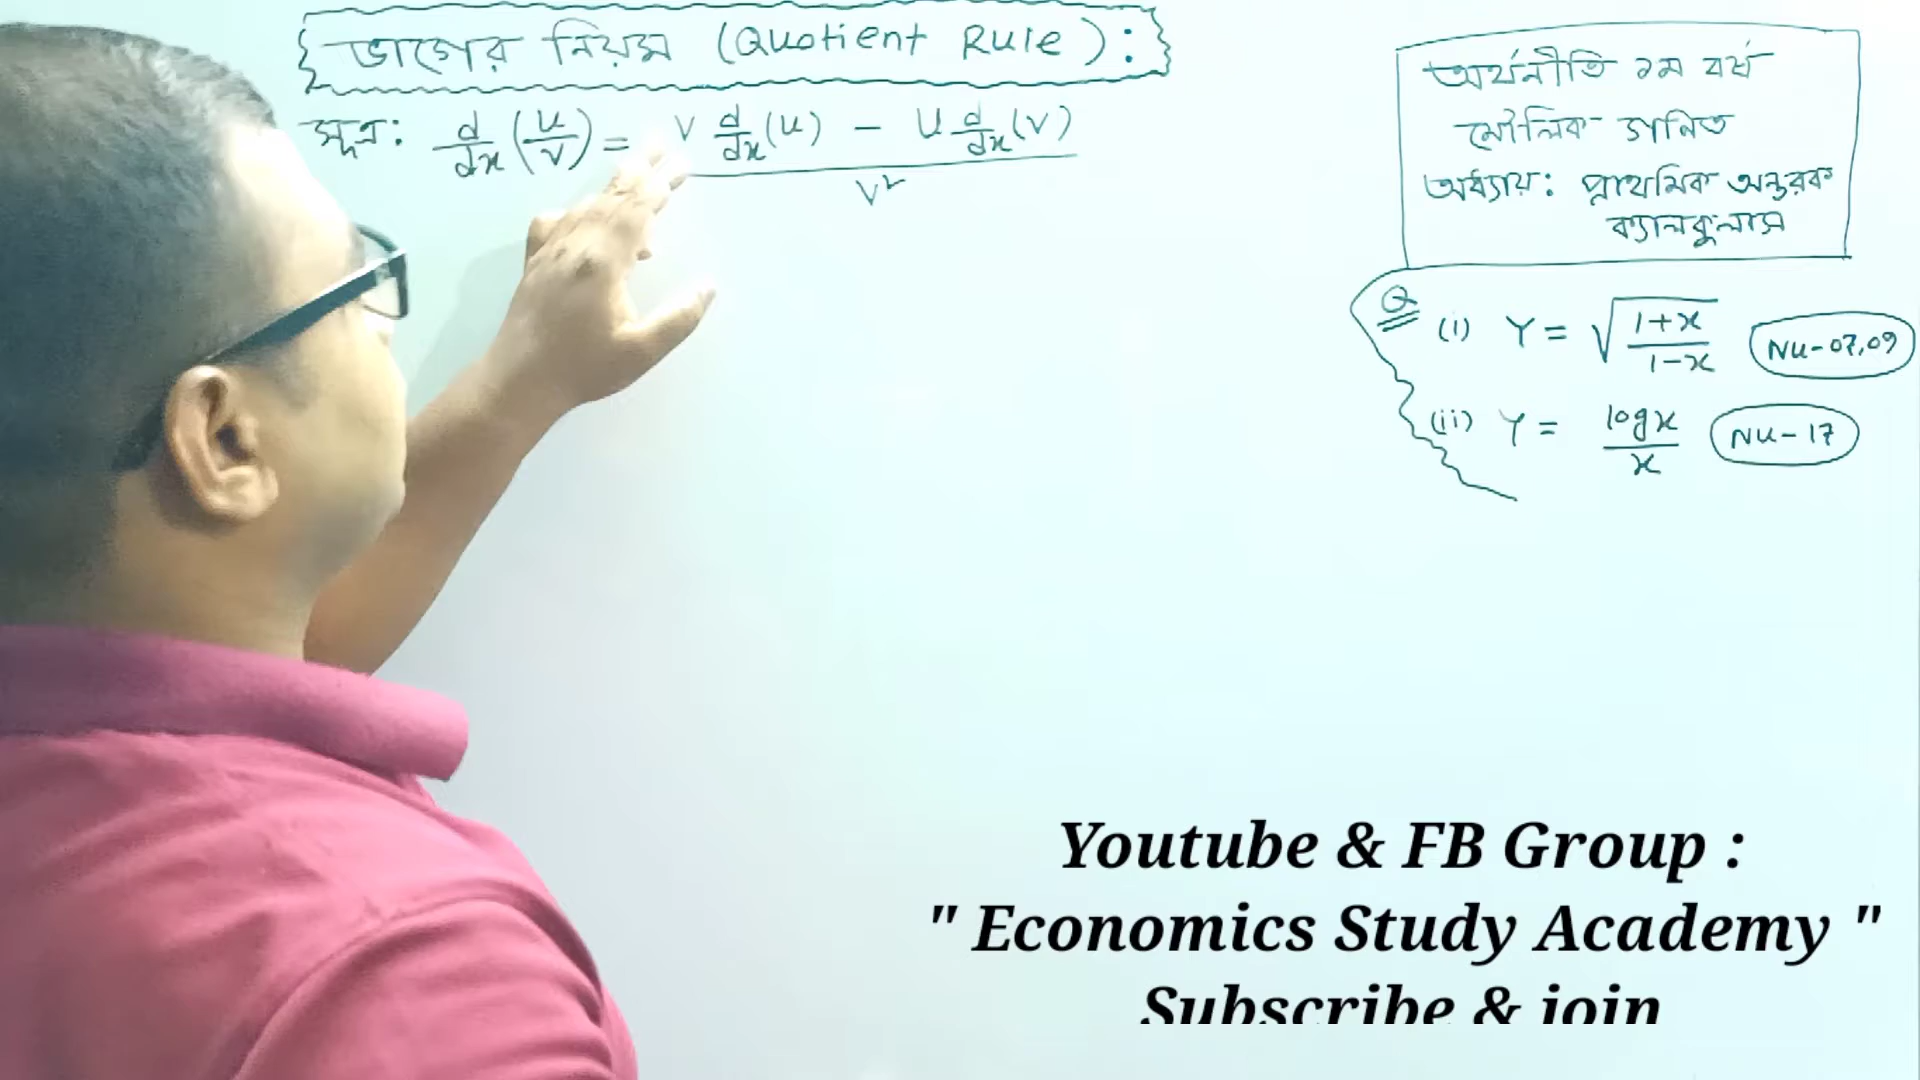 ভাগের নিয়ম (Quotient Rule):
সূত্র: d/dx (u/v) = (v d/dx (u) − u d/dx (v)) / v²
অর্থনীতি ১ম বর্ষ
মৌলিক গনিত
অধ্যায়: প্রাথমিক অন্তরক
ক্যালকুলাস
Q (i) Y = √((1+x)/(1−x)) NU-07,09
(ii) Y = logx/x NU-17
Youtube & FB Group :
" Economics Study Academy "
Subscribe & join